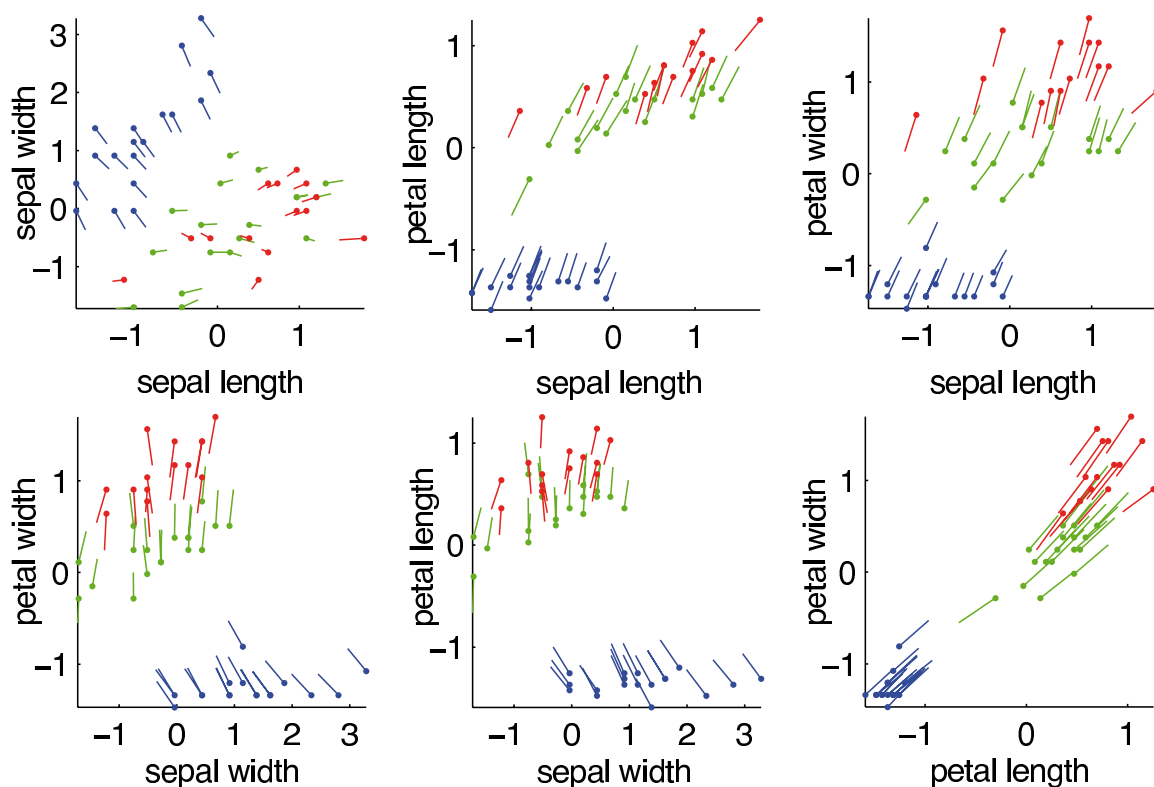 3
2
1
0
−1
sepal width
−1 0 1
sepal length
1
0
−1
petal length
−1 0 1
sepal length
1
0
−1
petal width
−1 0 1
sepal length
1
0
−1
petal width
−1 0 1 2 3
sepal width
1
0
−1
petal length
−1 0 1 2 3
sepal width
1
0
−1
petal width
−1 0 1
petal length